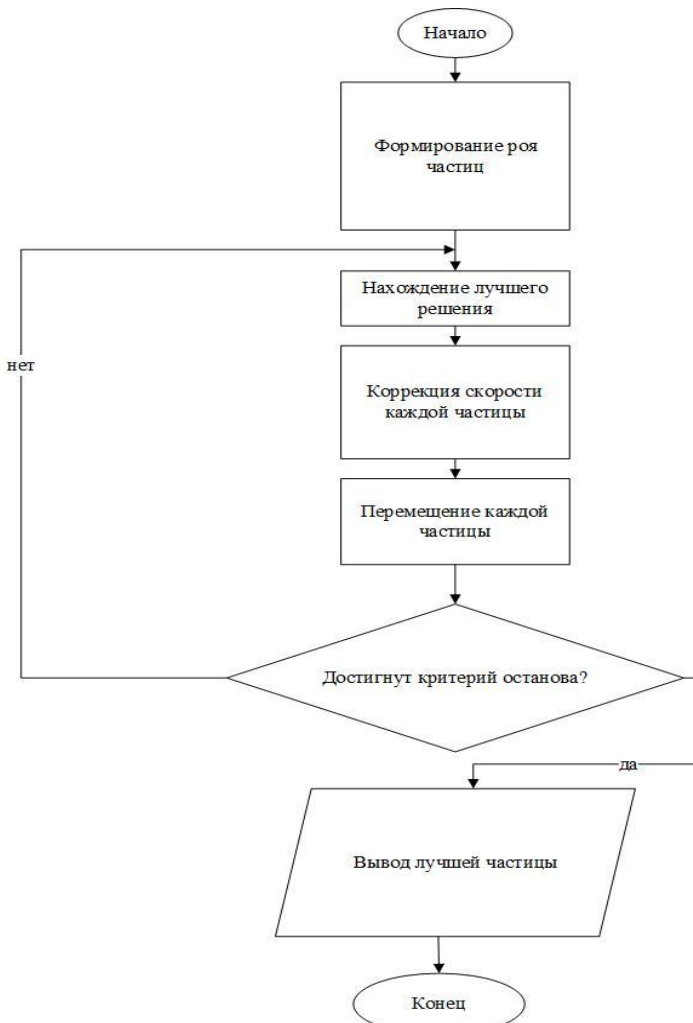 Начало
Формирование роя
частиц
Нахождение лучшего
решения
нет
Коррекция скорости
каждой частицы
Перемещение каждой
частицы
Достигнут критерий останова?
да
Вывод лучшей частицы
Конец